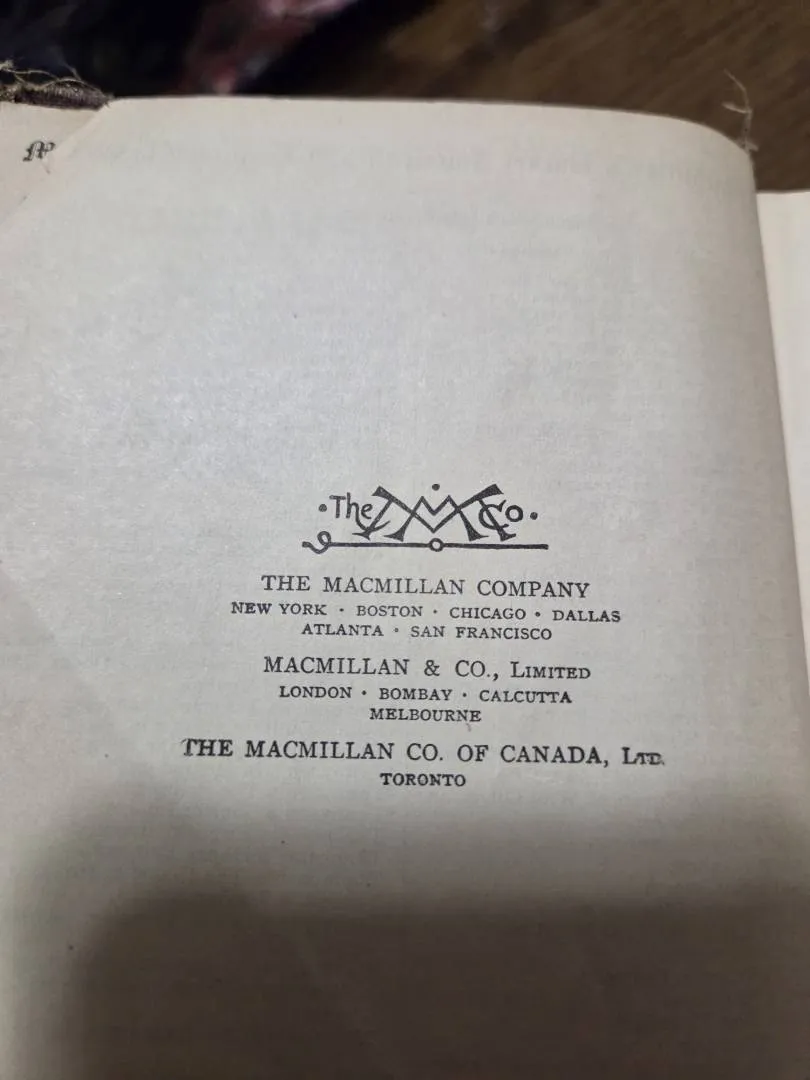 The M Co.
THE MACMILLAN COMPANY
NEW YORK · BOSTON · CHICAGO · DALLAS
ATLANTA · SAN FRANCISCO
MACMILLAN & CO., LIMITED
LONDON · BOMBAY · CALCUTTA
MELBOURNE
THE MACMILLAN CO. OF CANADA, LTD.
TORONTO